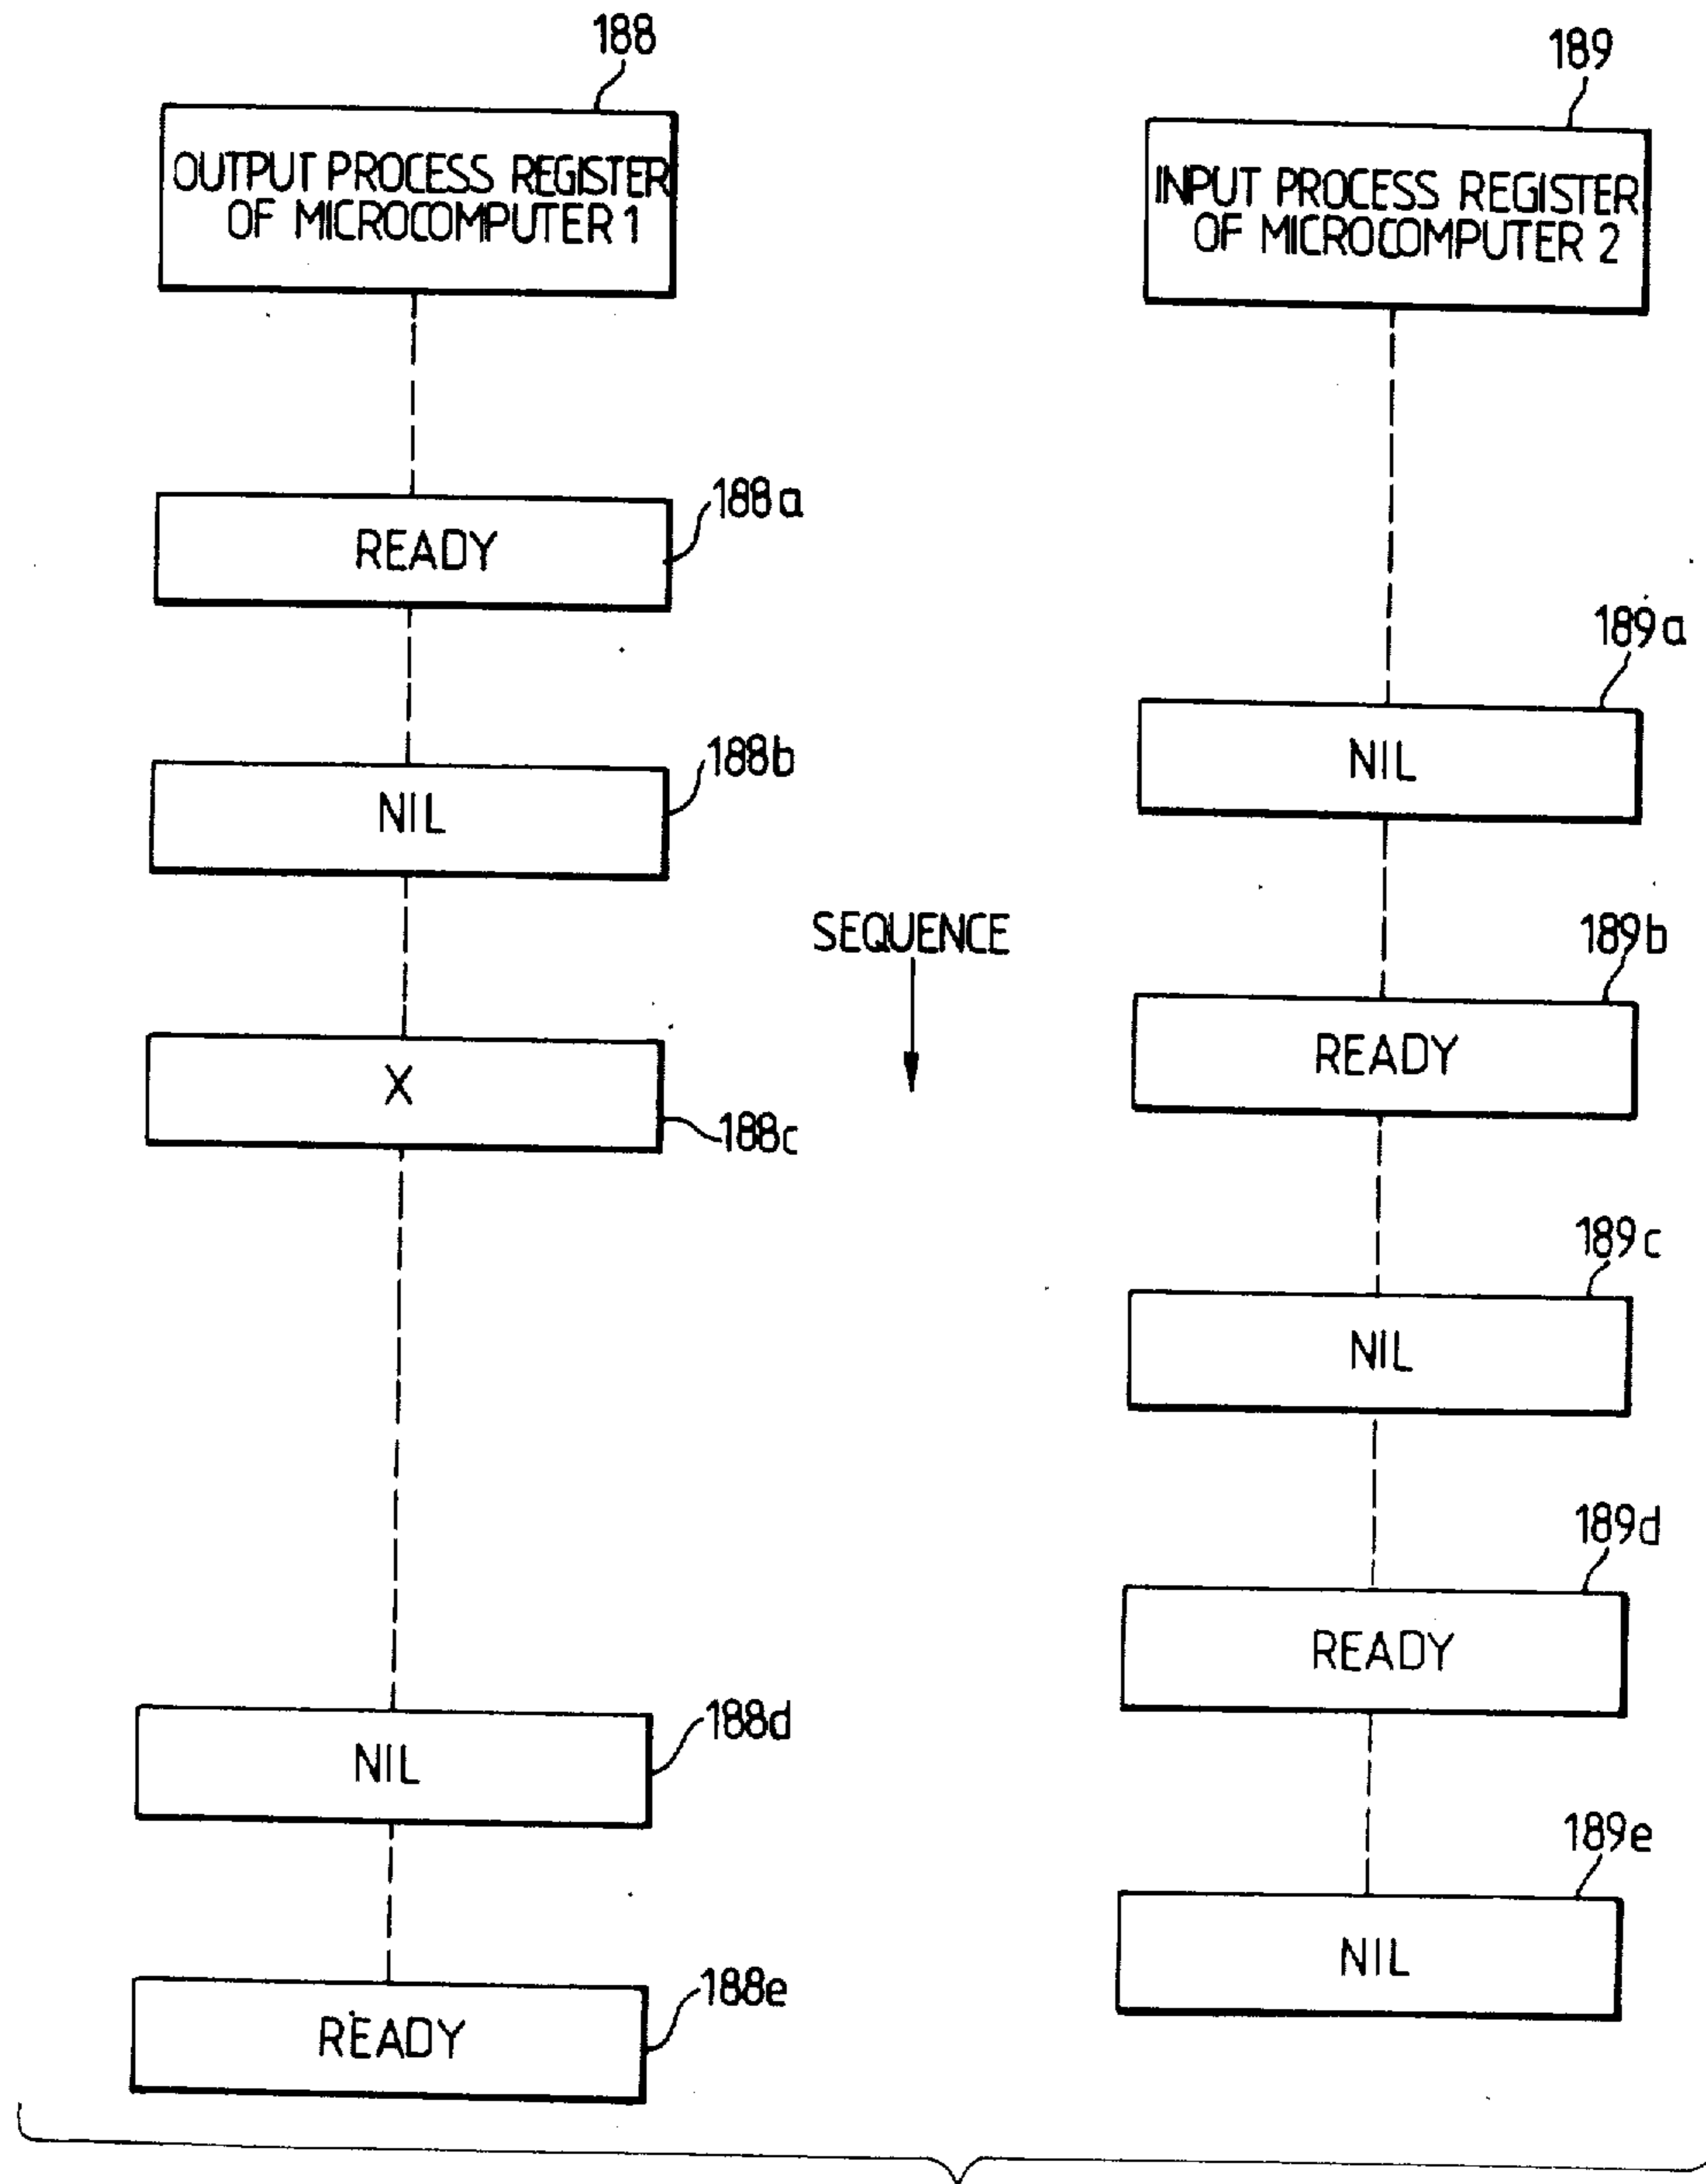 188
OUTPUT PROCESS REGISTER
OF MICROCOMPUTER 1
188a
READY
188b
NIL
X
188c
NIL
188d
READY
188e
SEQUENCE
189
INPUT PROCESS REGISTER
OF MICROCOMPUTER 2
189a
NIL
189b
READY
189c
NIL
189d
READY
189e
NIL